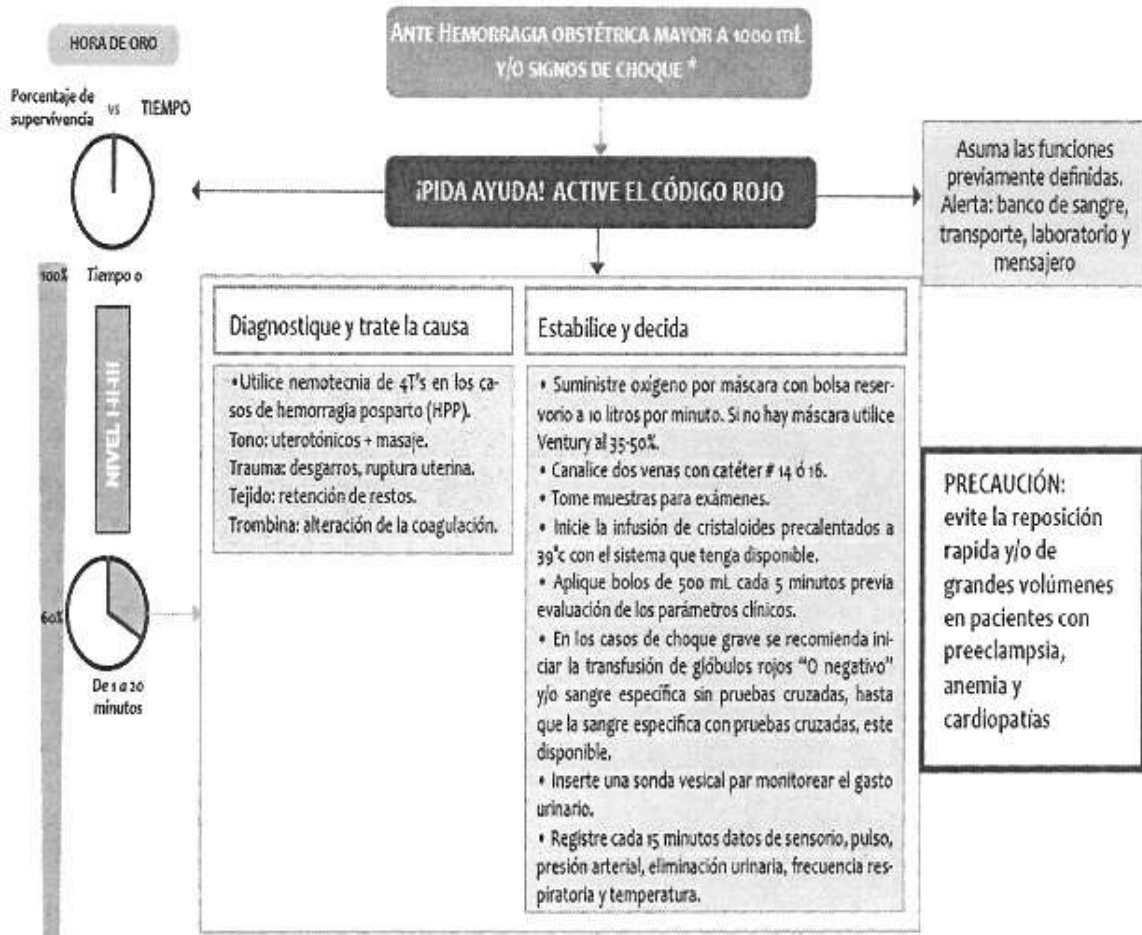 HORA DE ORO
Porcentaje de
supervivencia vs TIEMPO
ANTE HEMORRAGIA OBSTÉTRICA MAYOR A 1000 mL
Y/O SIGNOS DE CHOQUE *
¡PIDA AYUDA! ACTIVE EL CÓDIGO ROJO
Asuma las funciones
previamente definidas.
Alerta: banco de sangre,
transporte, laboratorio y
mensajero
100% Tiempo 0
NIVEL I-II-III
60%
De 1 a 20
minutos
Diagnostique y trate la causa
•Utilice nemotecnia de 4T's en los ca-
sos de hemorragia posparto (HPP).
Tono: uterotónicos + masaje.
Trauma: desgarros, ruptura uterina.
Tejido: retención de restos.
Trombina: alteración de la coagulación.
Estabilice y decida
• Suministre oxígeno por máscara con bolsa reser-
vorio a 10 litros por minuto. Si no hay máscara utilice
Ventury al 35-50%.
• Canalice dos venas con catéter # 14 ó 16.
• Tome muestras para exámenes.
• Inicie la infusión de cristaloides precalentados a
39°c con el sistema que tenga disponible.
• Aplique bolos de 500 mL cada 5 minutos previa
evaluación de los parámetros clínicos.
• En los casos de choque grave se recomienda ini-
ciar la transfusión de glóbulos rojos "O negativo"
y/o sangre específica sin pruebas cruzadas, hasta
que la sangre especifica con pruebas cruzadas, este
disponible.
• Inserte una sonda vesical par monitorear el gasto
urinario.
• Registre cada 15 minutos datos de sensorio, pulso,
presión arterial, eliminación urinaria, frecuencia res-
piratoria y temperatura.
PRECAUCIÓN:
evite la reposición
rapida y/o de
grandes volúmenes
en pacientes con
preeclampsia,
anemia y
cardiopatías